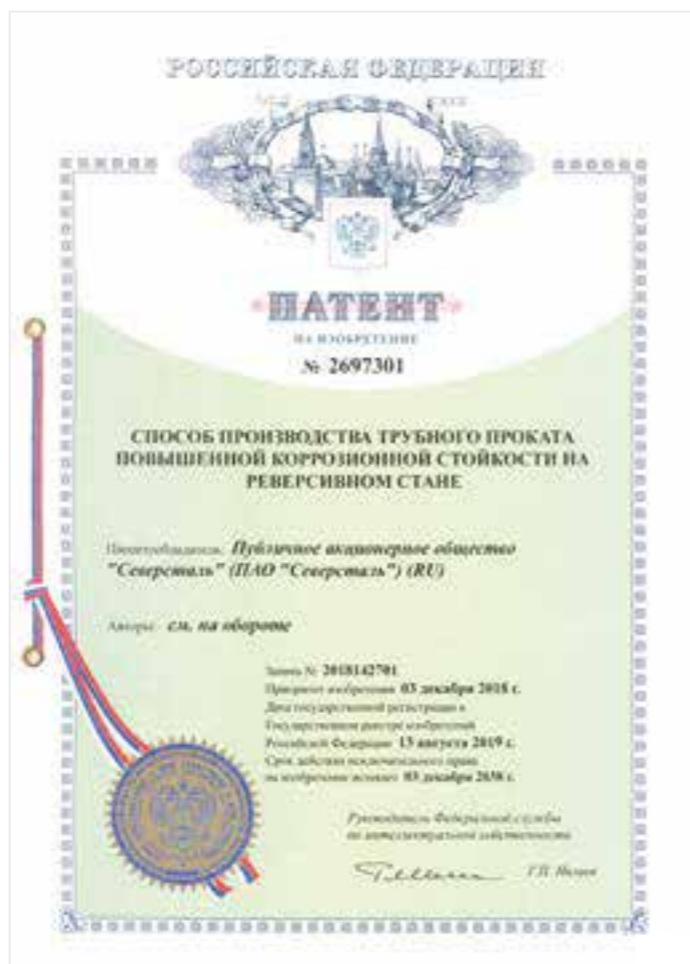 РОССИЙСКАЯ ФЕДЕРАЦИЯ
ПАТЕНТ
НА ИЗОБРЕТЕНИЕ
№ 2697301
СПОСОБ ПРОИЗВОДСТВА ТРУБНОГО ПРОКАТА
ПОВЫШЕННОЙ КОРРОЗИОННОЙ СТОЙКОСТИ НА
РЕВЕРСИВНОМ СТАНЕ
Патентообладатель: Публичное акционерное общество
"Северсталь" (ПАО "Северсталь") (RU)
Авторы: см. на обороте
Заявка № 2018142701
Приоритет изобретения 03 декабря 2018 г.
Дата государственной регистрации в
Государственном реестре изобретений
Российской Федерации 13 августа 2019 г.
Срок действия исключительного права
на изобретение истекает 03 декабря 2038 г.
Руководитель Федеральной службы
по интеллектуальной собственности
Г.П. Ивлиев